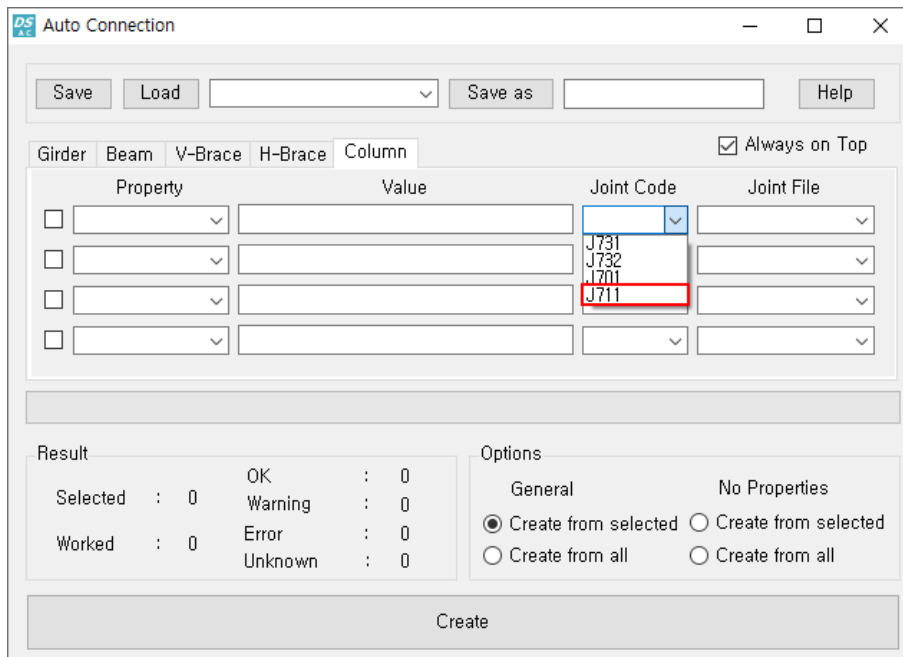 DS
AC
Auto Connection
Save Load Save as Help
Always on Top
Girder Beam V-Brace H-Brace Column
Property Value Joint Code Joint File
J731
J732
J701
J711
Result
Selected : 0
Worked : 0
OK : 0
Warning : 0
Error : 0
Unknown : 0
Options
General No Properties
Create from selected Create from selected
Create from all Create from all
Create